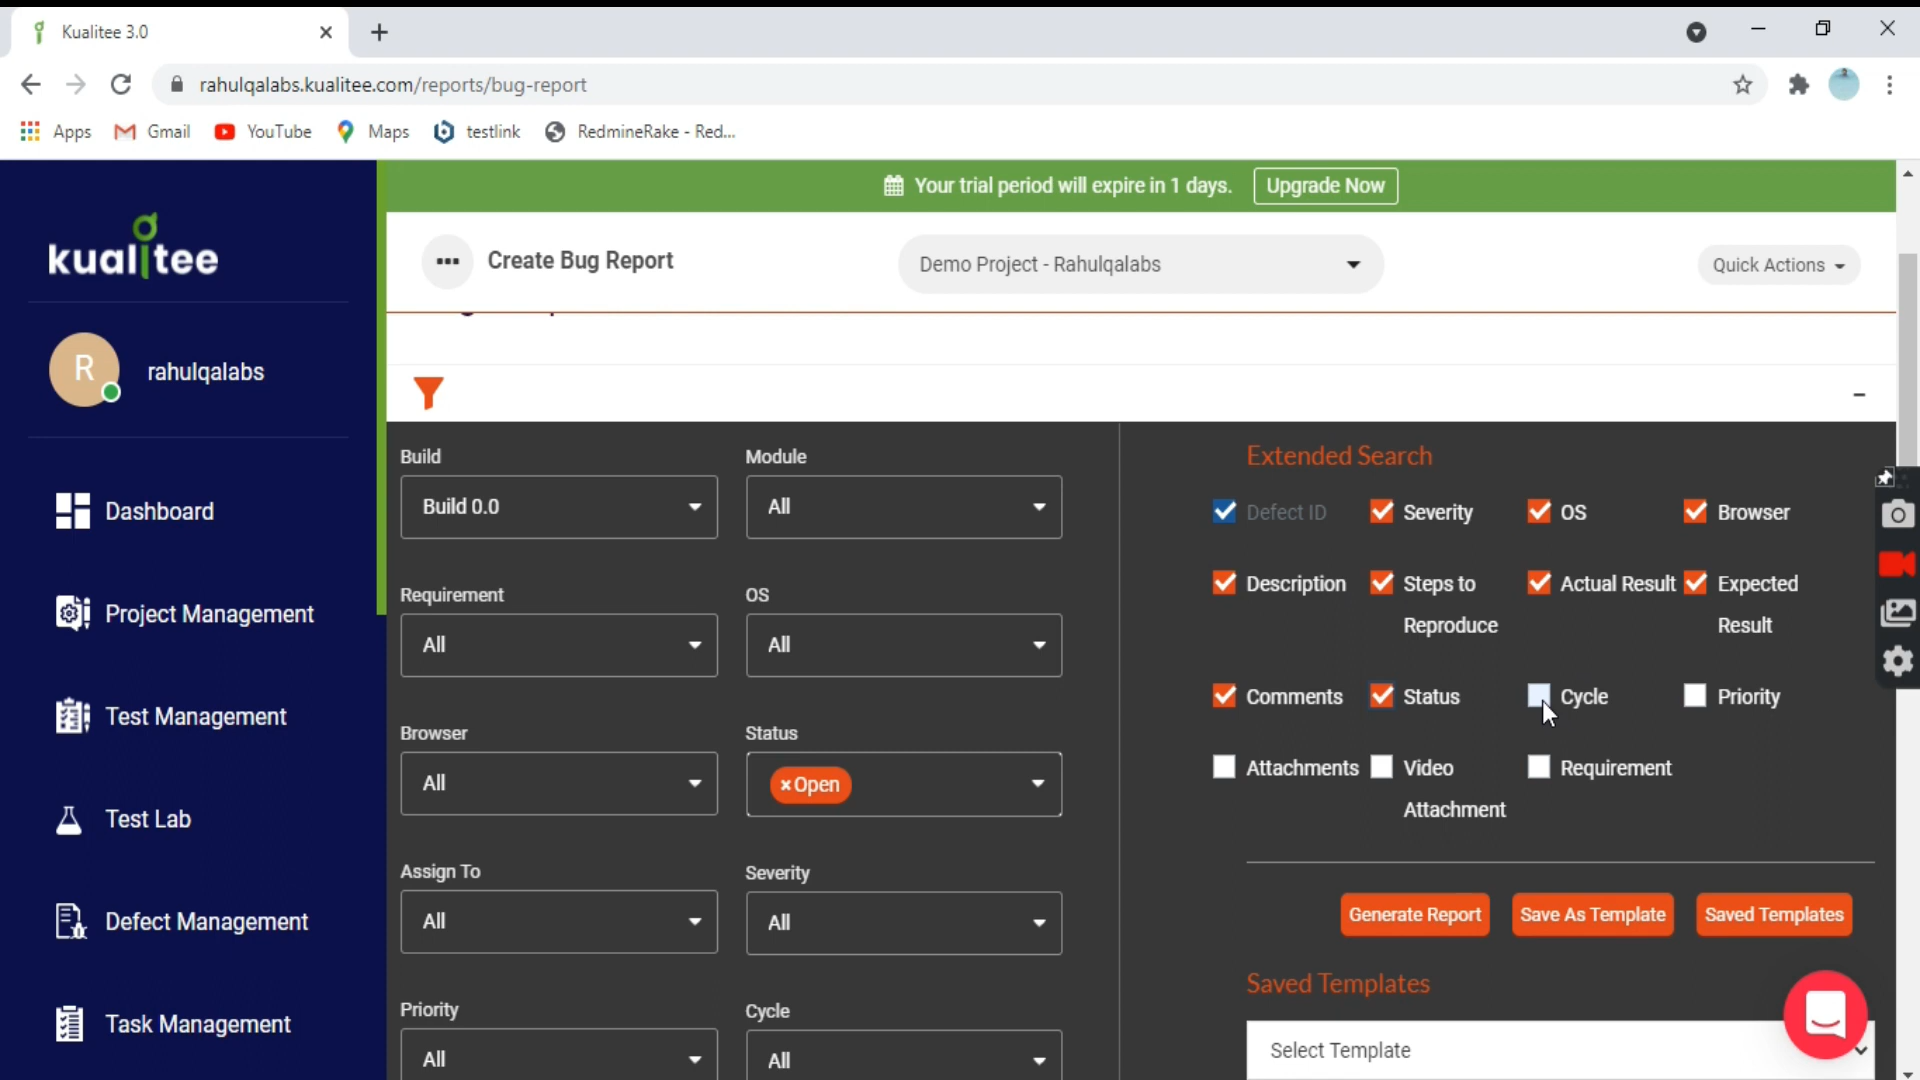 Kualitee 3.0
rahulqalabs.kualitee.com/reports/bug-report
Apps Gmail YouTube Maps testlink RedmineRake - Red...
Your trial period will expire in 1 days. Upgrade Now
kualitee
Create Bug Report
Demo Project - Rahulqalabs
Quick Actions
R
rahulqalabs
Dashboard
Project Management
Test Management
Test Lab
Defect Management
Task Management
Build
Build 0.0
Module
All
Requirement
All
OS
All
Browser
All
Status
×Open
Assign To
All
Severity
All
Priority
All
Cycle
All
Extended Search
Defect ID Severity OS Browser
Description Steps to Reproduce Actual Result Expected Result
Comments Status Cycle Priority
Attachments Video Attachment Requirement
Generate Report Save As Template Saved Templates
Saved Templates
Select Template